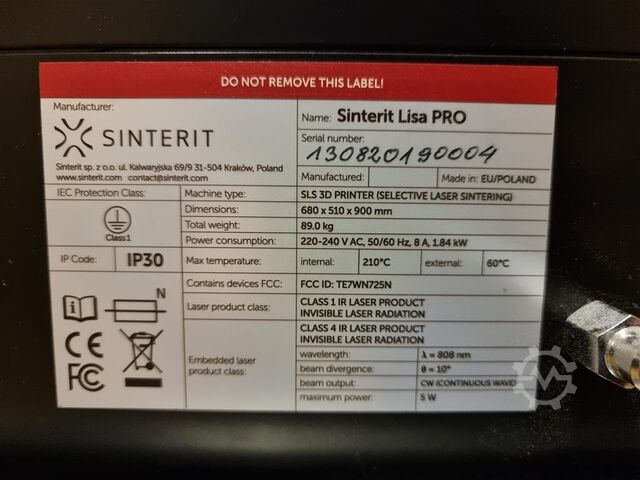 DO NOT REMOVE THIS LABEL!
Manufacturer:
SINTERIT
Sinterit sp. z o.o. ul. Kalwaryjska 69/9 31-504 Kraków, Poland
www.sinterit.com contact@sinterit.com
Name: Sinterit Lisa PRO
Serial number:
130820190004
Manufactured: Made in: EU/POLAND
IEC Protection Class:
Class1
Machine type: SLS 3D PRINTER (SELECTIVE LASER SINTERING)
Dimensions: 680 x 510 x 900 mm
Total weight: 89.0 kg
Power consumption: 220-240 V AC, 50/60 Hz, 8 A, 1.84 kW
IP Code: IP30
Max temperature: internal: 210°C external: 60°C
Contains devices FCC: FCC ID: TE7WN725N
N
Laser product class: CLASS 1 IR LASER PRODUCT
INVISIBLE LASER RADIATION
CE
FC
Embedded laser
product class:
CLASS 4 IR LASER PRODUCT
INVISIBLE LASER RADIATION
wavelength: λ = 808 nm
beam divergence: θ = 10°
beam output: CW (CONTINUOUS WAVE)
maximum power: 5 W